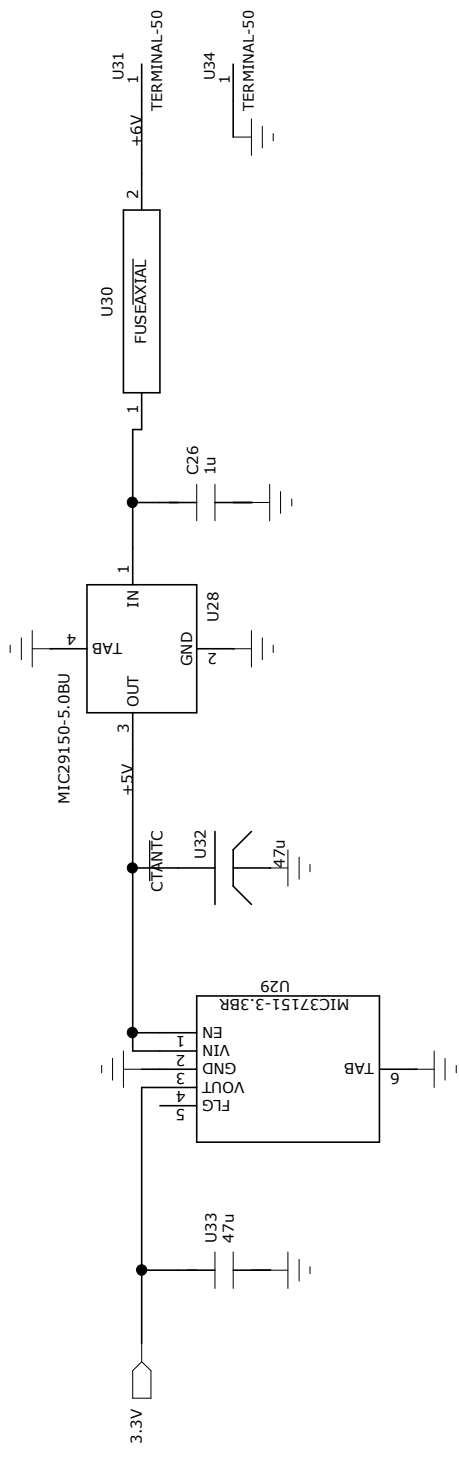 U31
1
TERMINAL-50
+6V
U34
1
TERMINAL-50
2
U30
FUSEAXIAL
1
C26
1u
1
IN
U28
4
TAB
GND
2
OUT
3
MIC29150-5.0BU
+5V
CTANTC
U32
47u
U29
MIC37151-3.3BR
EN
1
VIN
2
GND
3
VOUT
4
FLG
5
TAB
6
U33
47u
3.3V